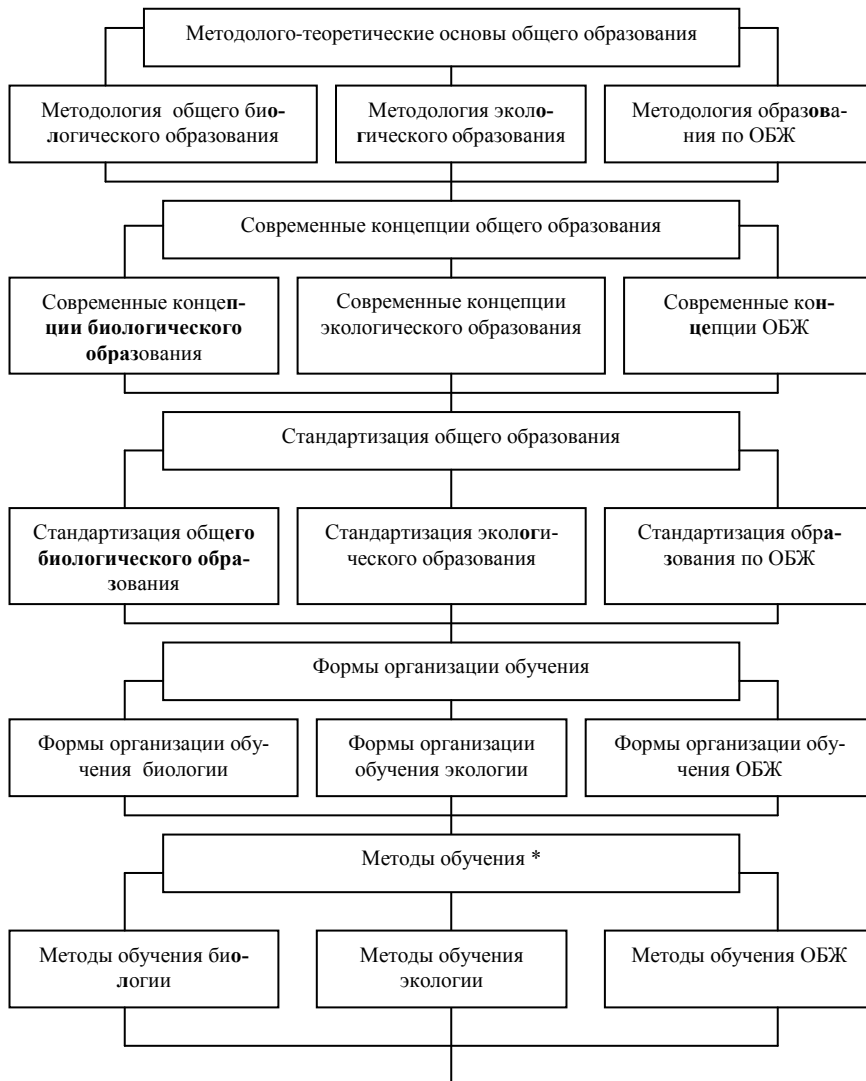 Методолого-теоретические основы общего образования
Методология общего био-
логического образования
Методология эколо-
гического образования
Методология образова-
ния по ОБЖ
Современные концепции общего образования
Современные концеп-
ции биологического
образования
Современные концепции
экологического образования
Современные кон-
цепции ОБЖ
Стандартизация общего образования
Стандартизация общего
биологического обра-
зования
Стандартизация экологи-
ческого образования
Стандартизация обра-
зования по ОБЖ
Формы организации обучения
Формы организации обу-
чения биологии
Формы организации
обучения экологии
Формы организации обу-
чения ОБЖ
Методы обучения *
Методы обучения био-
логии
Методы обучения
экологии
Методы обучения ОБЖ